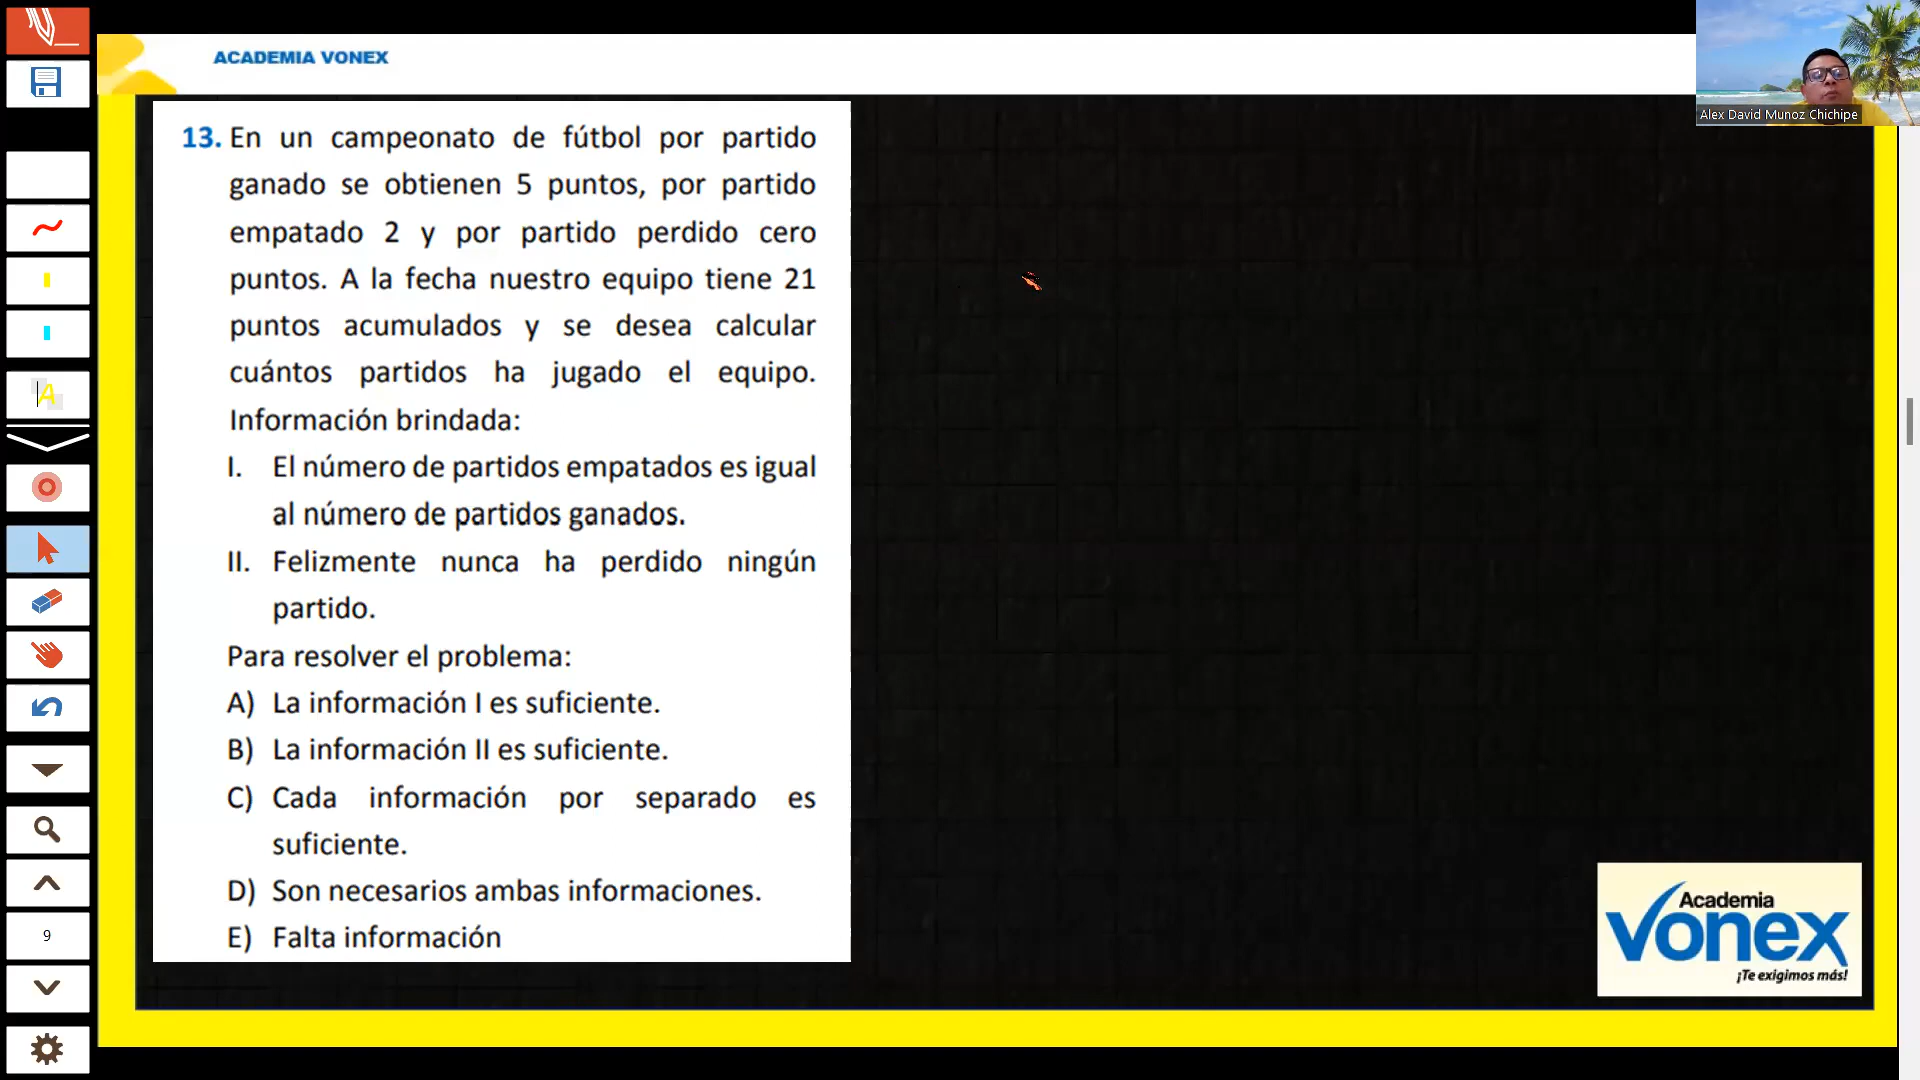 ACADEMIA VONEX
Alex David Munoz Chichipe
13. En un campeonato de fútbol por partido
ganado se obtienen 5 puntos, por partido
empatado 2 y por partido perdido cero
puntos. A la fecha nuestro equipo tiene 21
puntos acumulados y se desea calcular
cuántos partidos ha jugado el equipo.
Información brindada:
I. El número de partidos empatados es igual
al número de partidos ganados.
II. Felizmente nunca ha perdido ningún
partido.
Para resolver el problema:
A) La información I es suficiente.
B) La información II es suficiente.
C) Cada información por separado es
suficiente.
D) Son necesarios ambas informaciones.
E) Falta información
A
9
Academia
vonex
¡Te exigimos más!